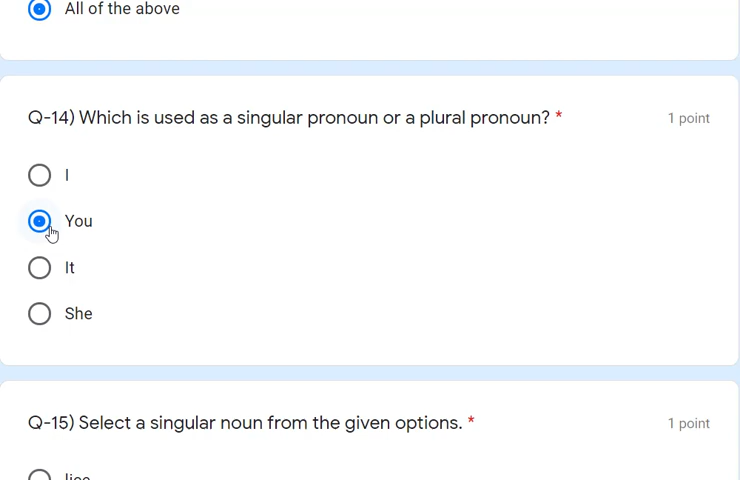 All of the above
Q-14) Which is used as a singular pronoun or a plural pronoun? *
1 point
I
You
It
She
Q-15) Select a singular noun from the given options. *
1 point
lice